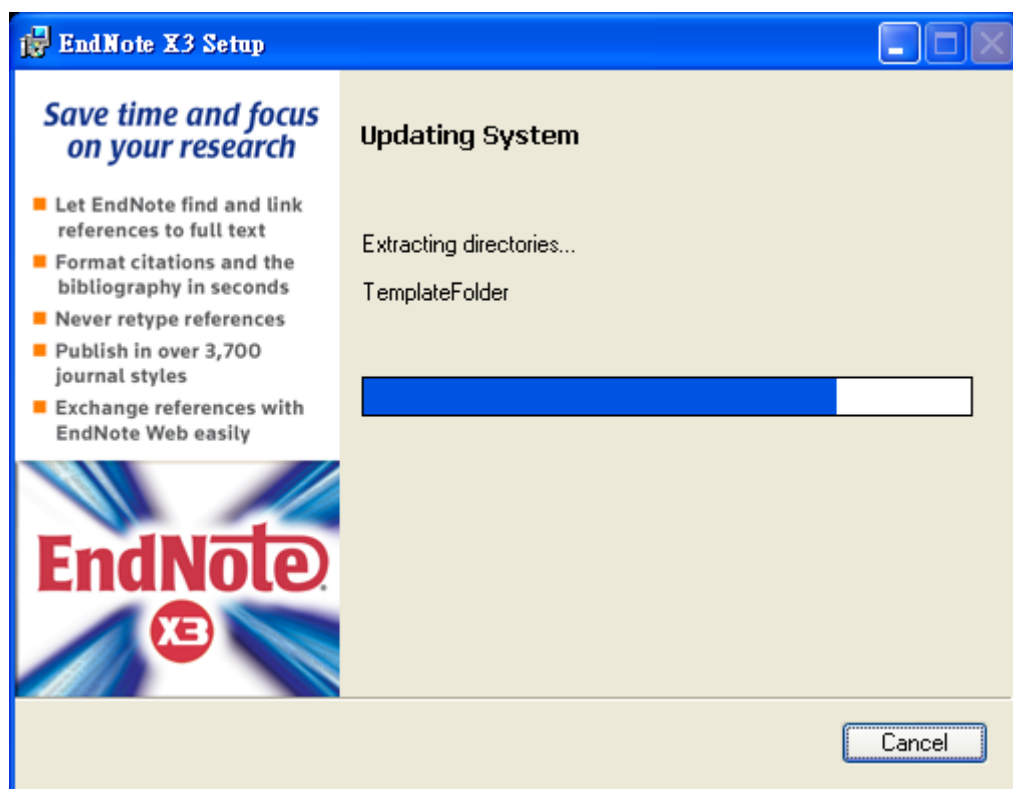 EndNote X3 Setup
Save time and focus
on your research
Let EndNote find and link
references to full text
Format citations and the
bibliography in seconds
Never retype references
Publish in over 3,700
journal styles
Exchange references with
EndNote Web easily
EndNote
X3
Updating System
Extracting directories...
TemplateFolder
Cancel